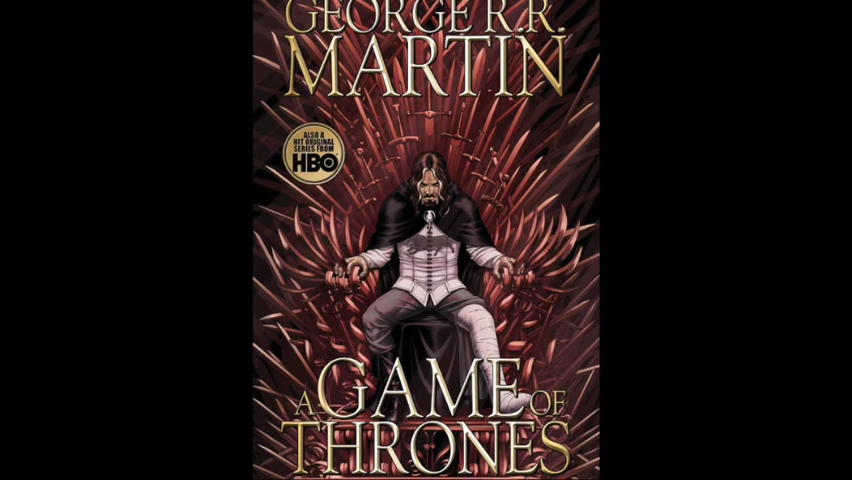 GEORGE R.R.
MARTIN
ALSO A
HIT ORIGINAL
SERIES FROM
HBO
A GAME OF
THRONES